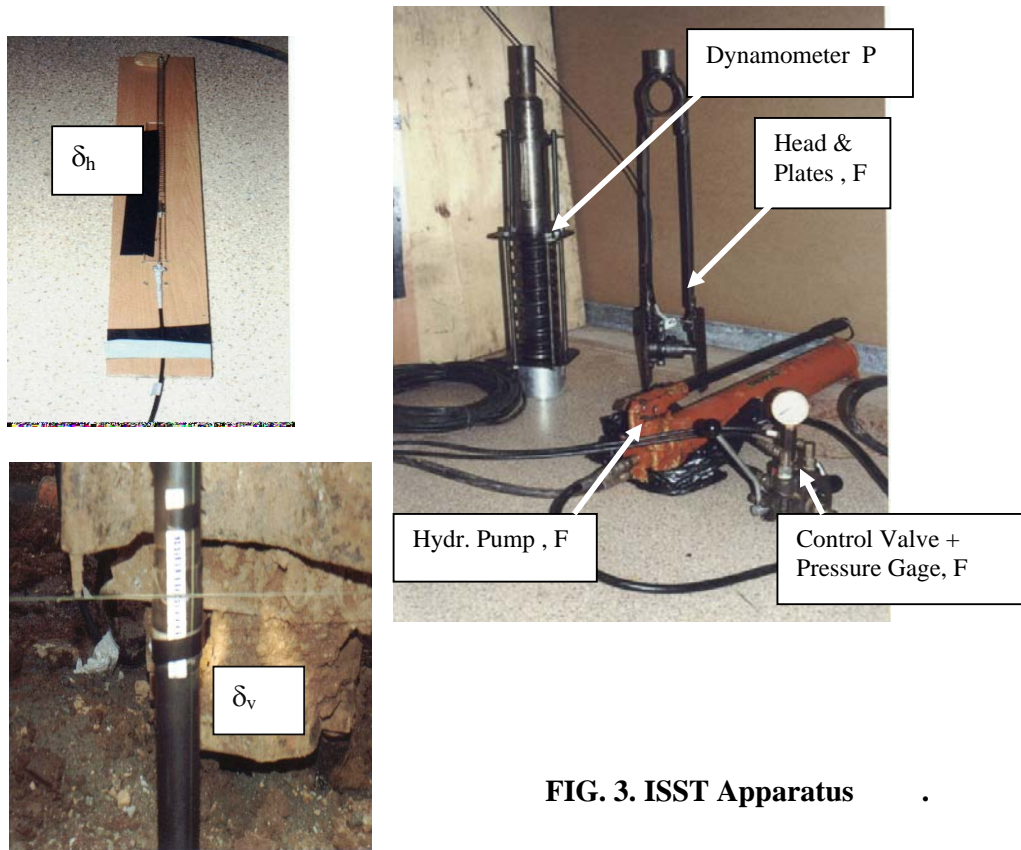 δh
Dynamometer P
Head &
Plates , F
Hydr. Pump , F
Control Valve +
Pressure Gage, F
δv
FIG. 3. ISST Apparatus .